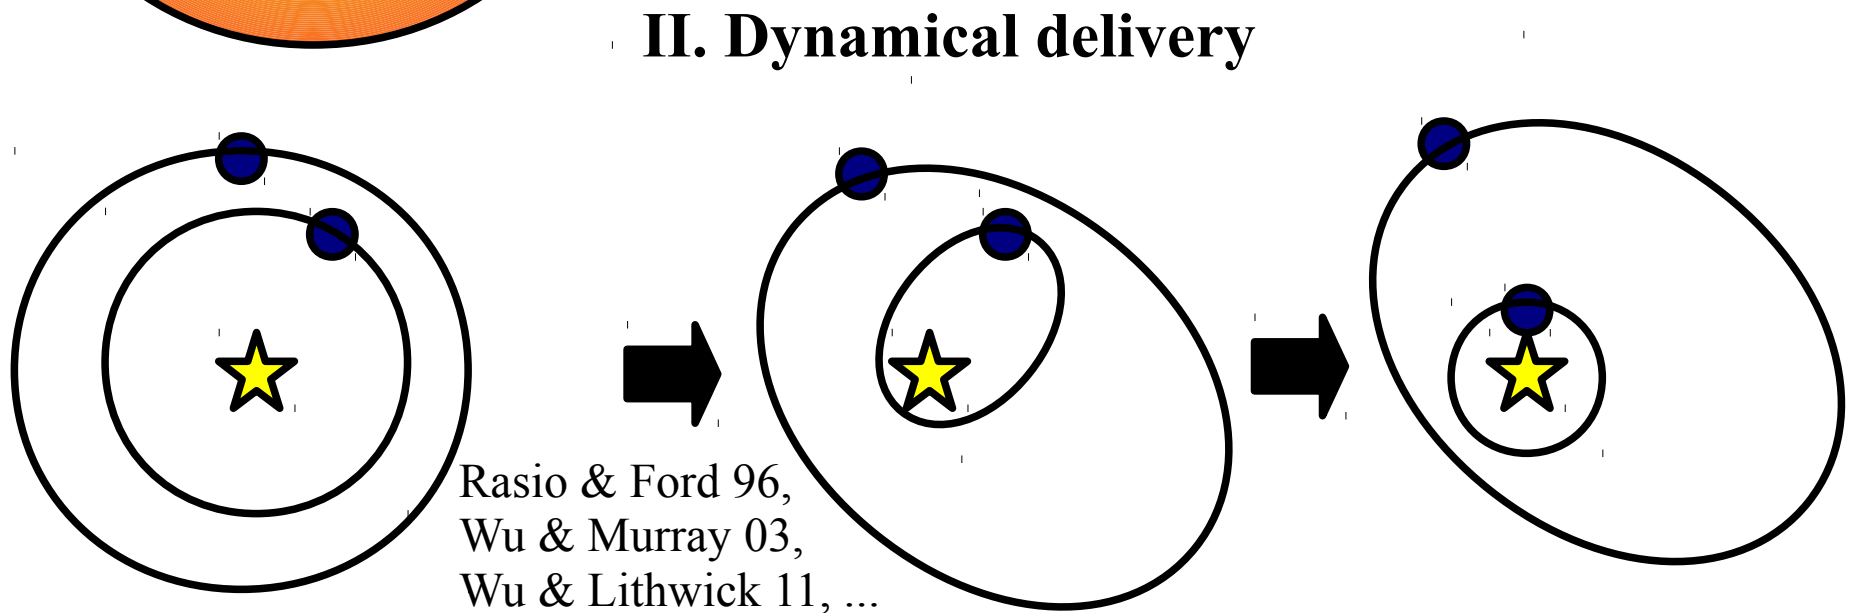 II. Dynamical delivery
Rasio & Ford 96,
Wu & Murray 03,
Wu & Lithwick 11, ...